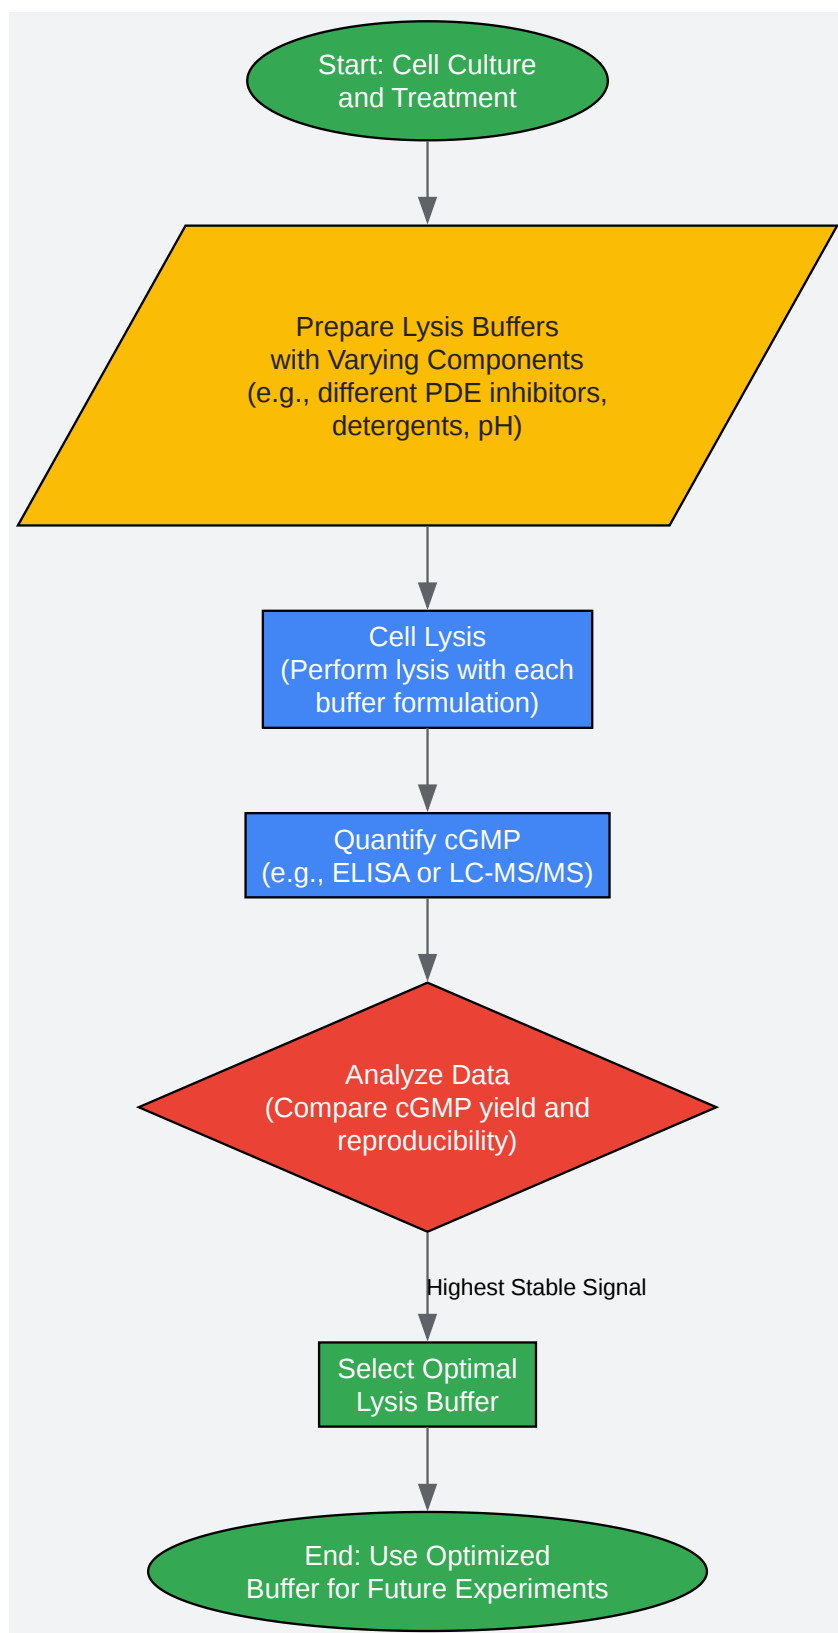 Start: Cell Culture
and Treatment
Prepare Lysis Buffers
with Varying Components
(e.g., different PDE inhibitors,
detergents, pH)
Cell Lysis
(Perform lysis with each
buffer formulation)
Quantify cGMP
(e.g., ELISA or LC-MS/MS)
Analyze Data
(Compare cGMP yield and
reproducibility)
Highest Stable Signal
Select Optimal
Lysis Buffer
End: Use Optimized
Buffer for Future Experiments